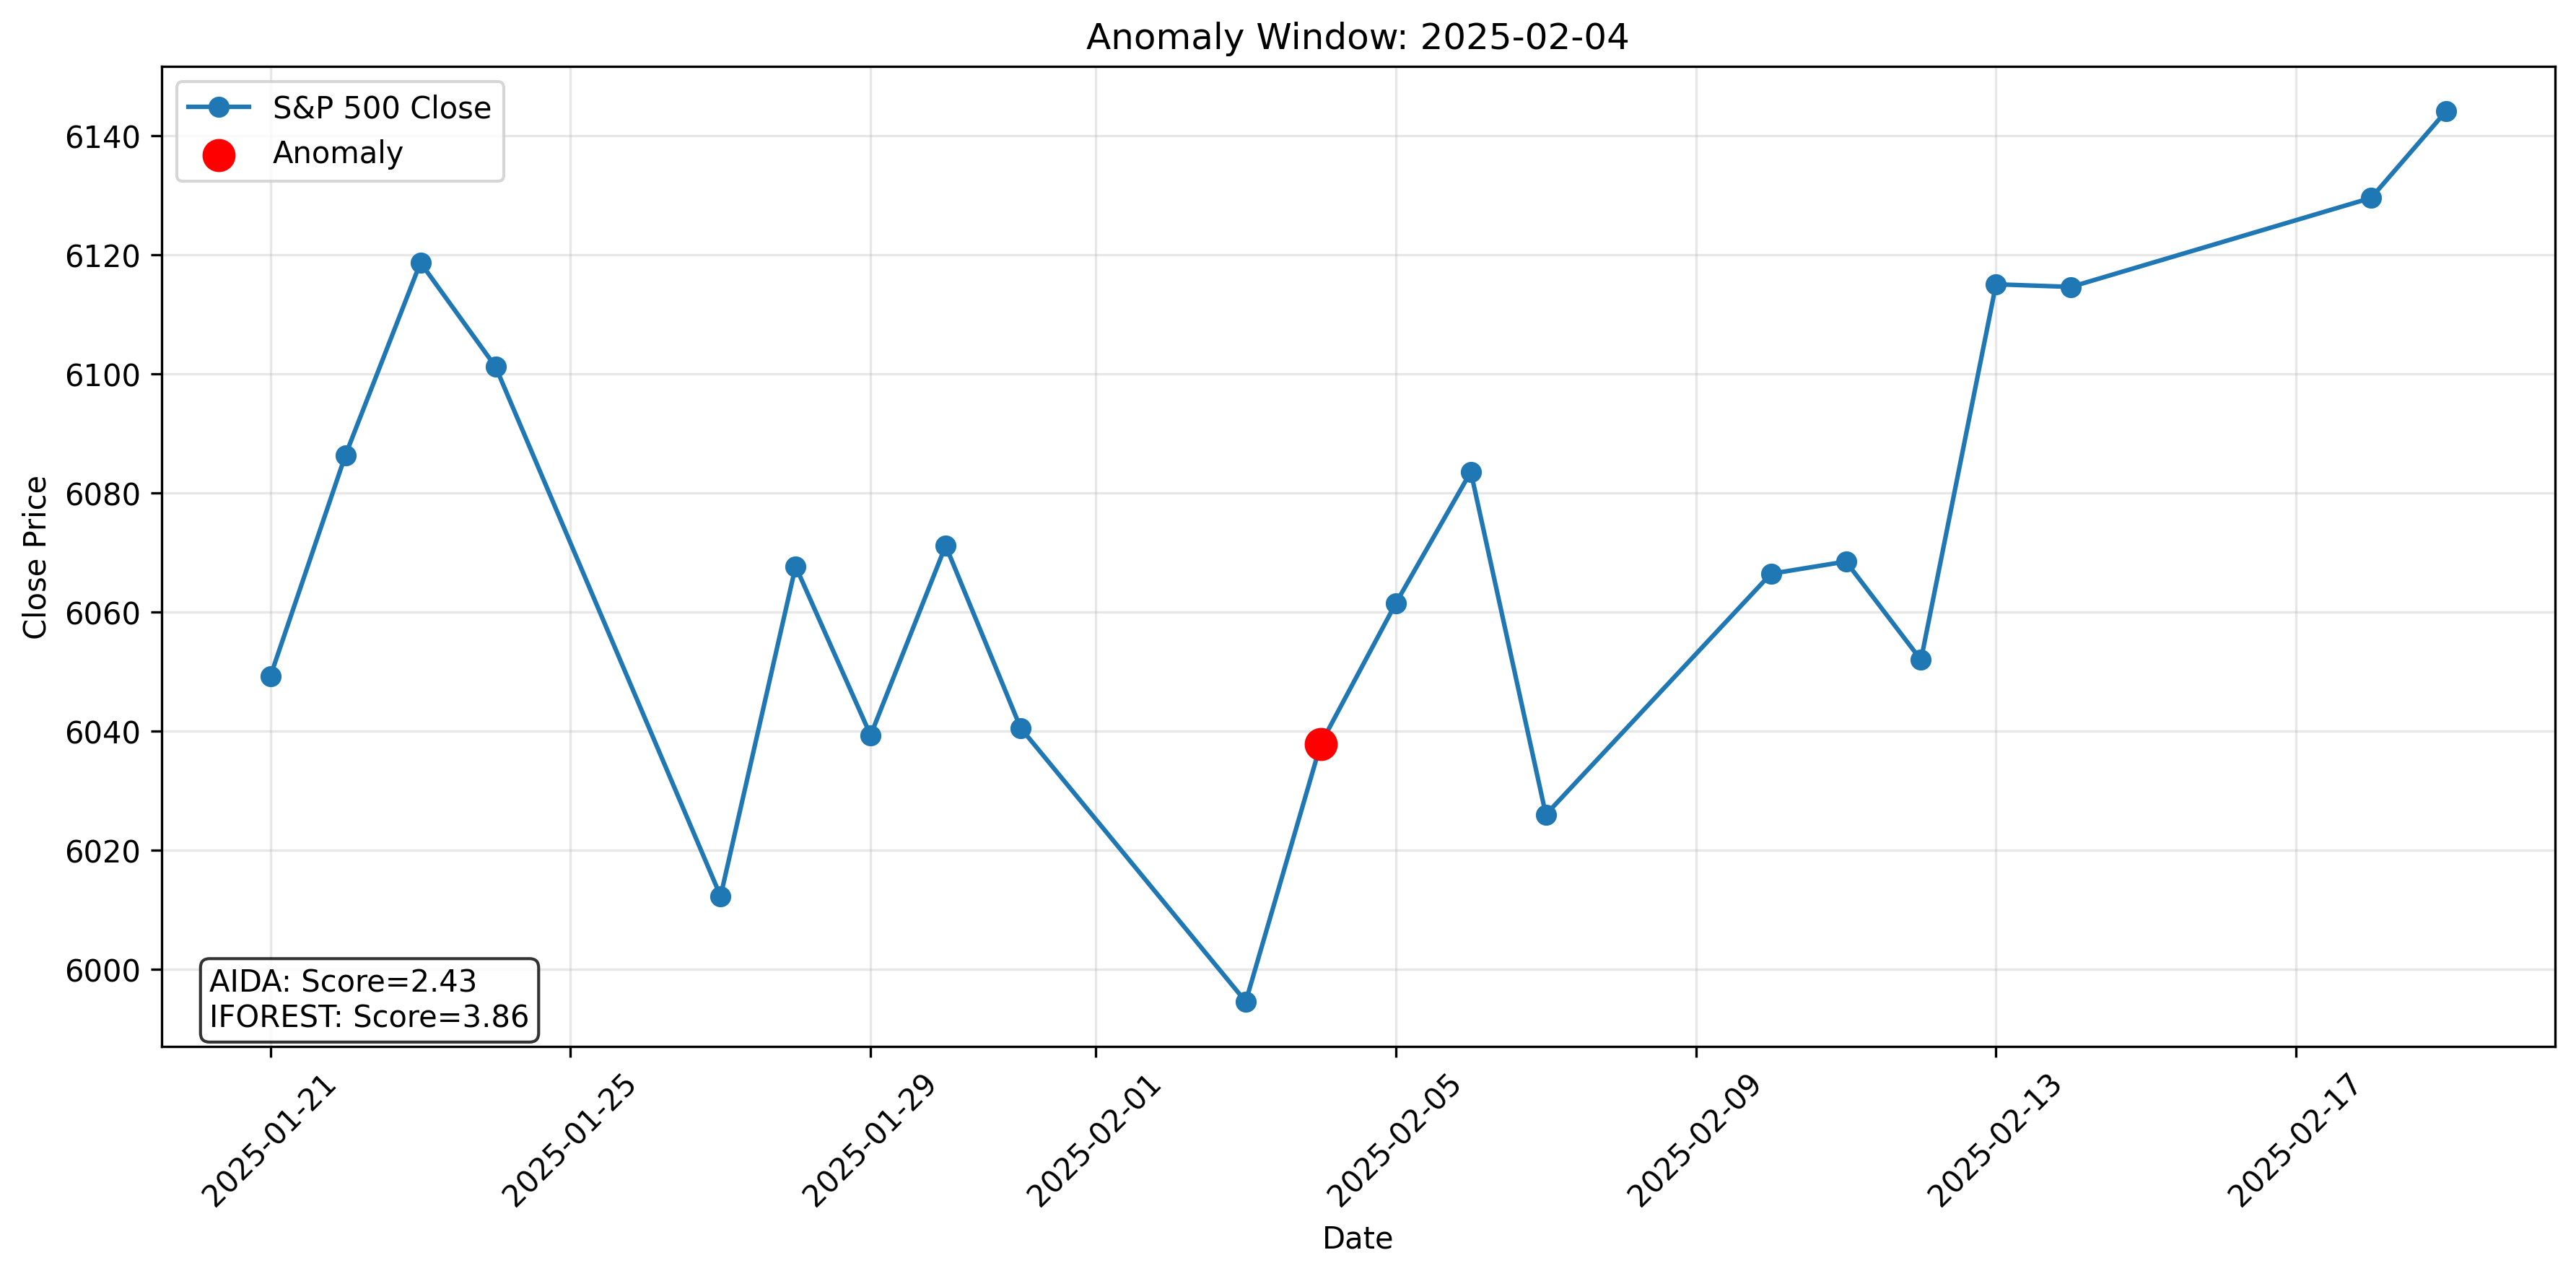 Anomaly Window: 2025-02-04
S&P 500 Close
Anomaly
Close Price
6140
6120
6100
6080
6060
6040
6020
6000
AIDA: Score=2.43
IFOREST: Score=3.86
2025-01-21
2025-01-25
2025-01-29
2025-02-01
2025-02-05
2025-02-09
2025-02-13
2025-02-17
Date